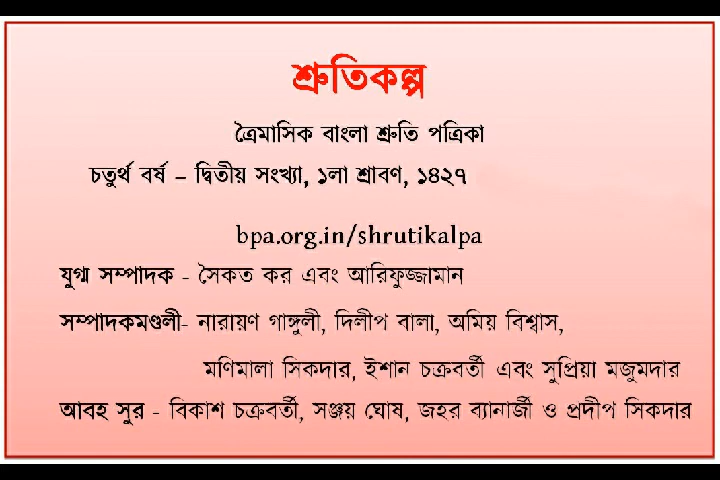 শ্রুতিকল্প
ত্রৈমাসিক বাংলা শ্রুতি পত্রিকা
চতুর্থ বর্ষ – দ্বিতীয় সংখ্যা, ১লা শ্রাবণ, ১৪২৭
bpa.org.in/shrutikalpa
যুগ্ম সম্পাদক - সৈকত কর এবং আরিফুজ্জামান
সম্পাদকমণ্ডলী- নারায়ণ গাঙ্গুলী, দিলীপ বালা, অমিয় বিশ্বাস,
মণিমালা সিকদার, ইশান চক্রবর্তী এবং সুপ্রিয়া মজুমদার
আবহ সুর - বিকাশ চক্রবর্তী, সঞ্জয় ঘোষ, জহর ব্যানার্জী ও প্রদীপ সিকদার